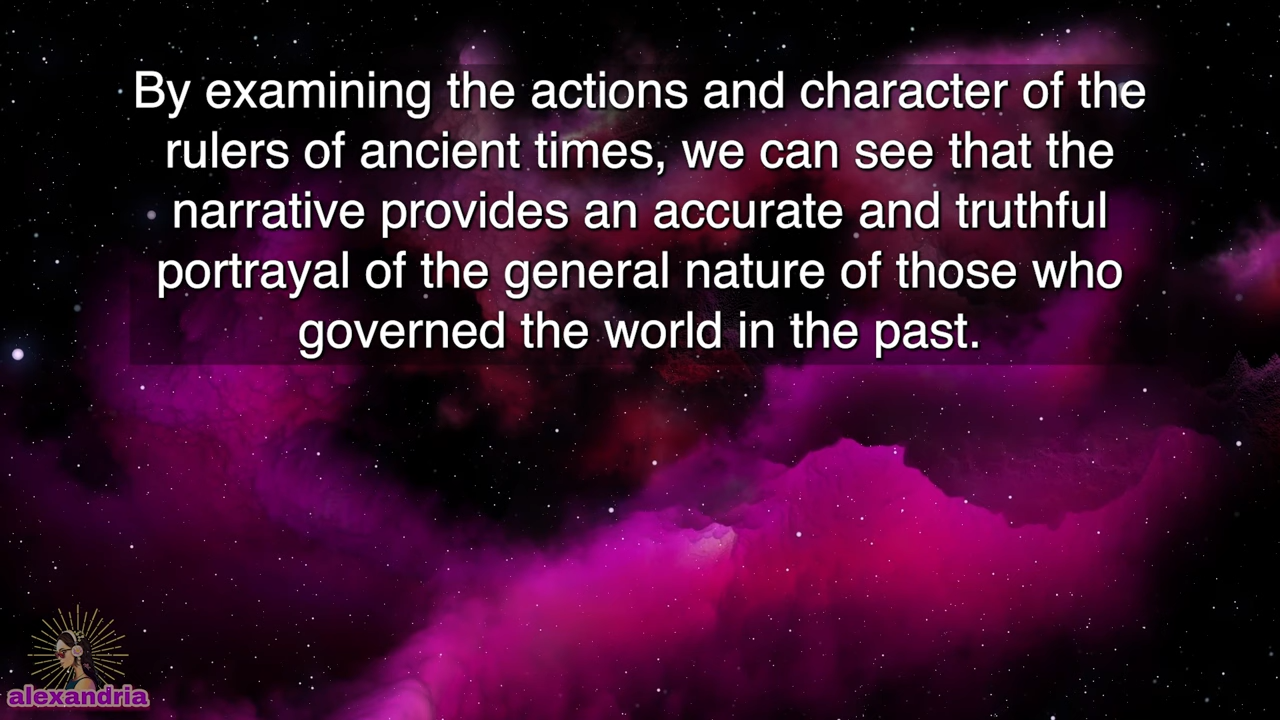 By examining the actions and character of the
rulers of ancient times, we can see that the
narrative provides an accurate and truthful
portrayal of the general nature of those who
governed the world in the past.
alexandria